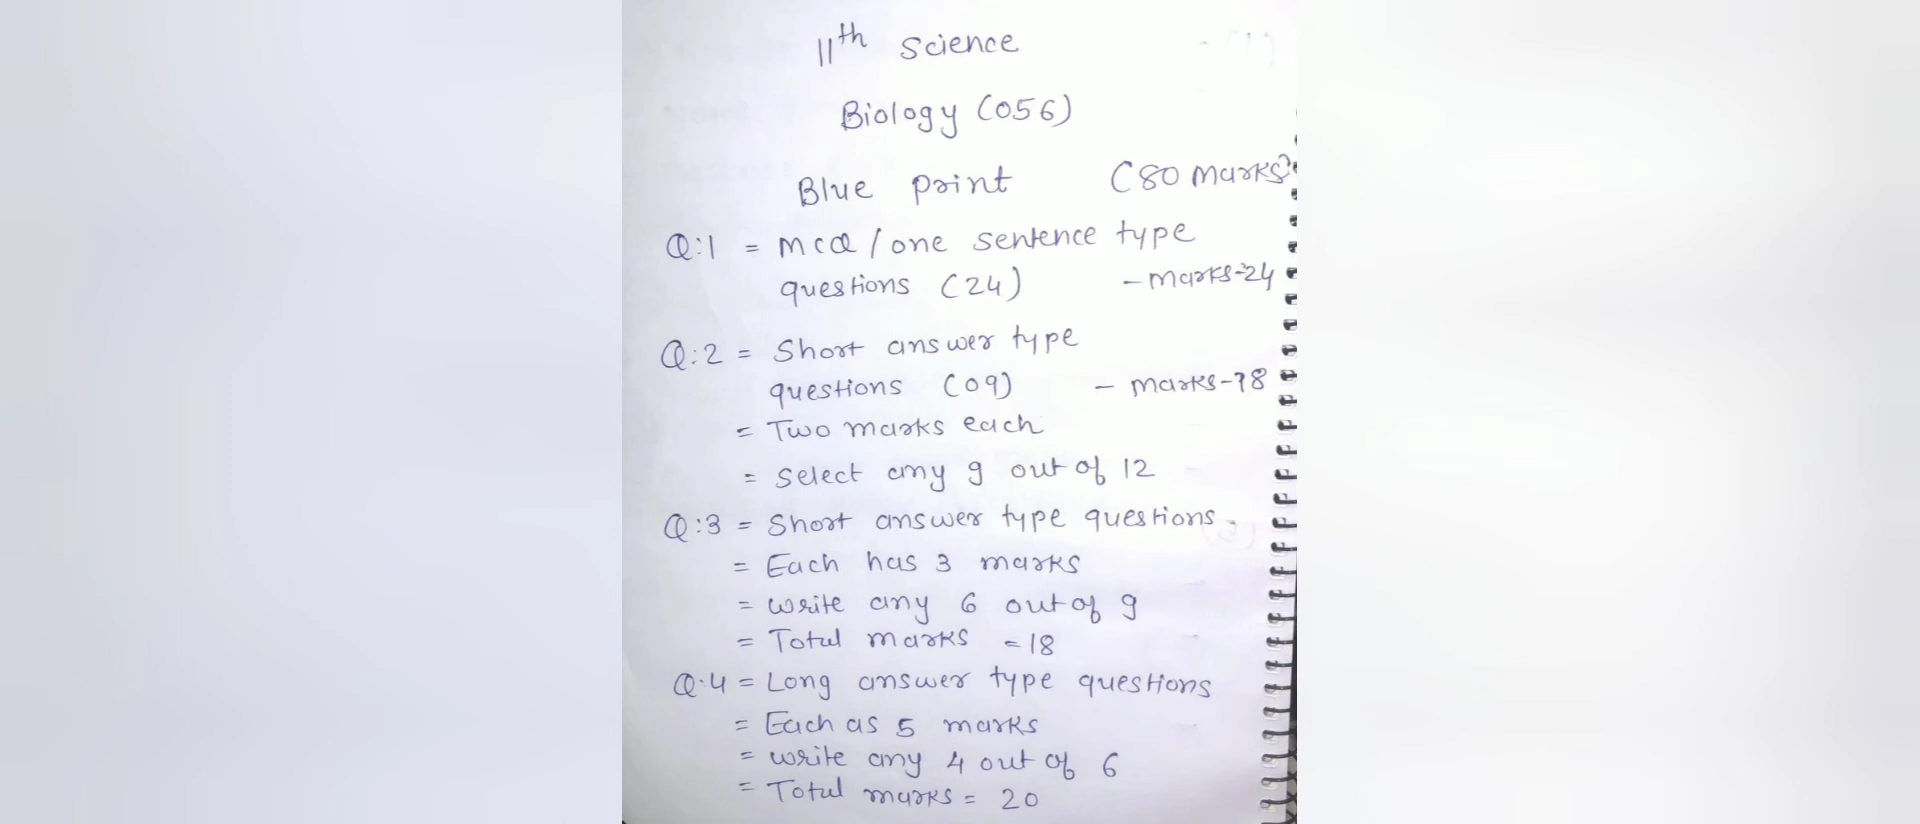 11th Science
Biology (056)
Blue print (80 marks)
Q:1 = MCQ / one sentence type
questions (24) - marks-24
Q:2 = Short answer type
questions (09) - marks-18
= Two marks each
= select any 9 out of 12
Q:3 = Short answer type questions.
= Each has 3 marks
= write any 6 out of 9
= Total marks = 18
Q.4 = Long answer type questions
= Each as 5 marks
= write any 4 out of 6
= Total marks = 20